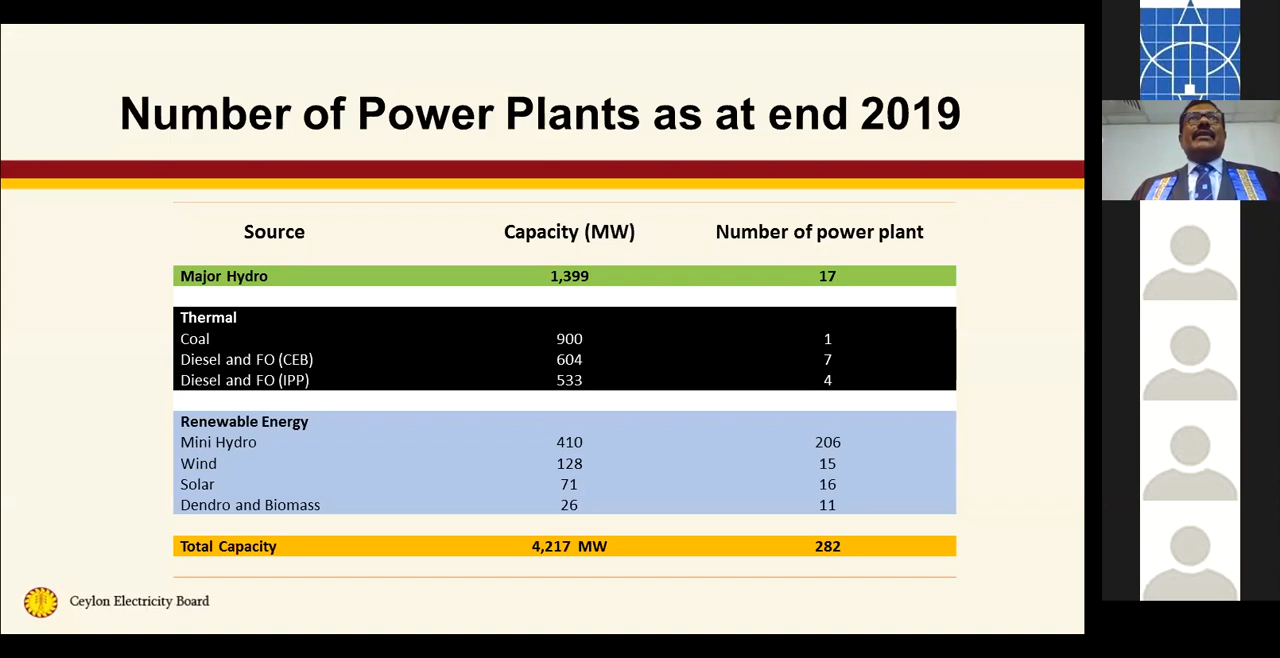 Number of Power Plants as at end 2019
Source Capacity (MW) Number of power plant
Major Hydro 1,399 17
Thermal
Coal 900 1
Diesel and FO (CEB) 604 7
Diesel and FO (IPP) 533 4
Renewable Energy
Mini Hydro 410 206
Wind 128 15
Solar 71 16
Dendro and Biomass 26 11
Total Capacity 4,217 MW 282
Ceylon Electricity Board